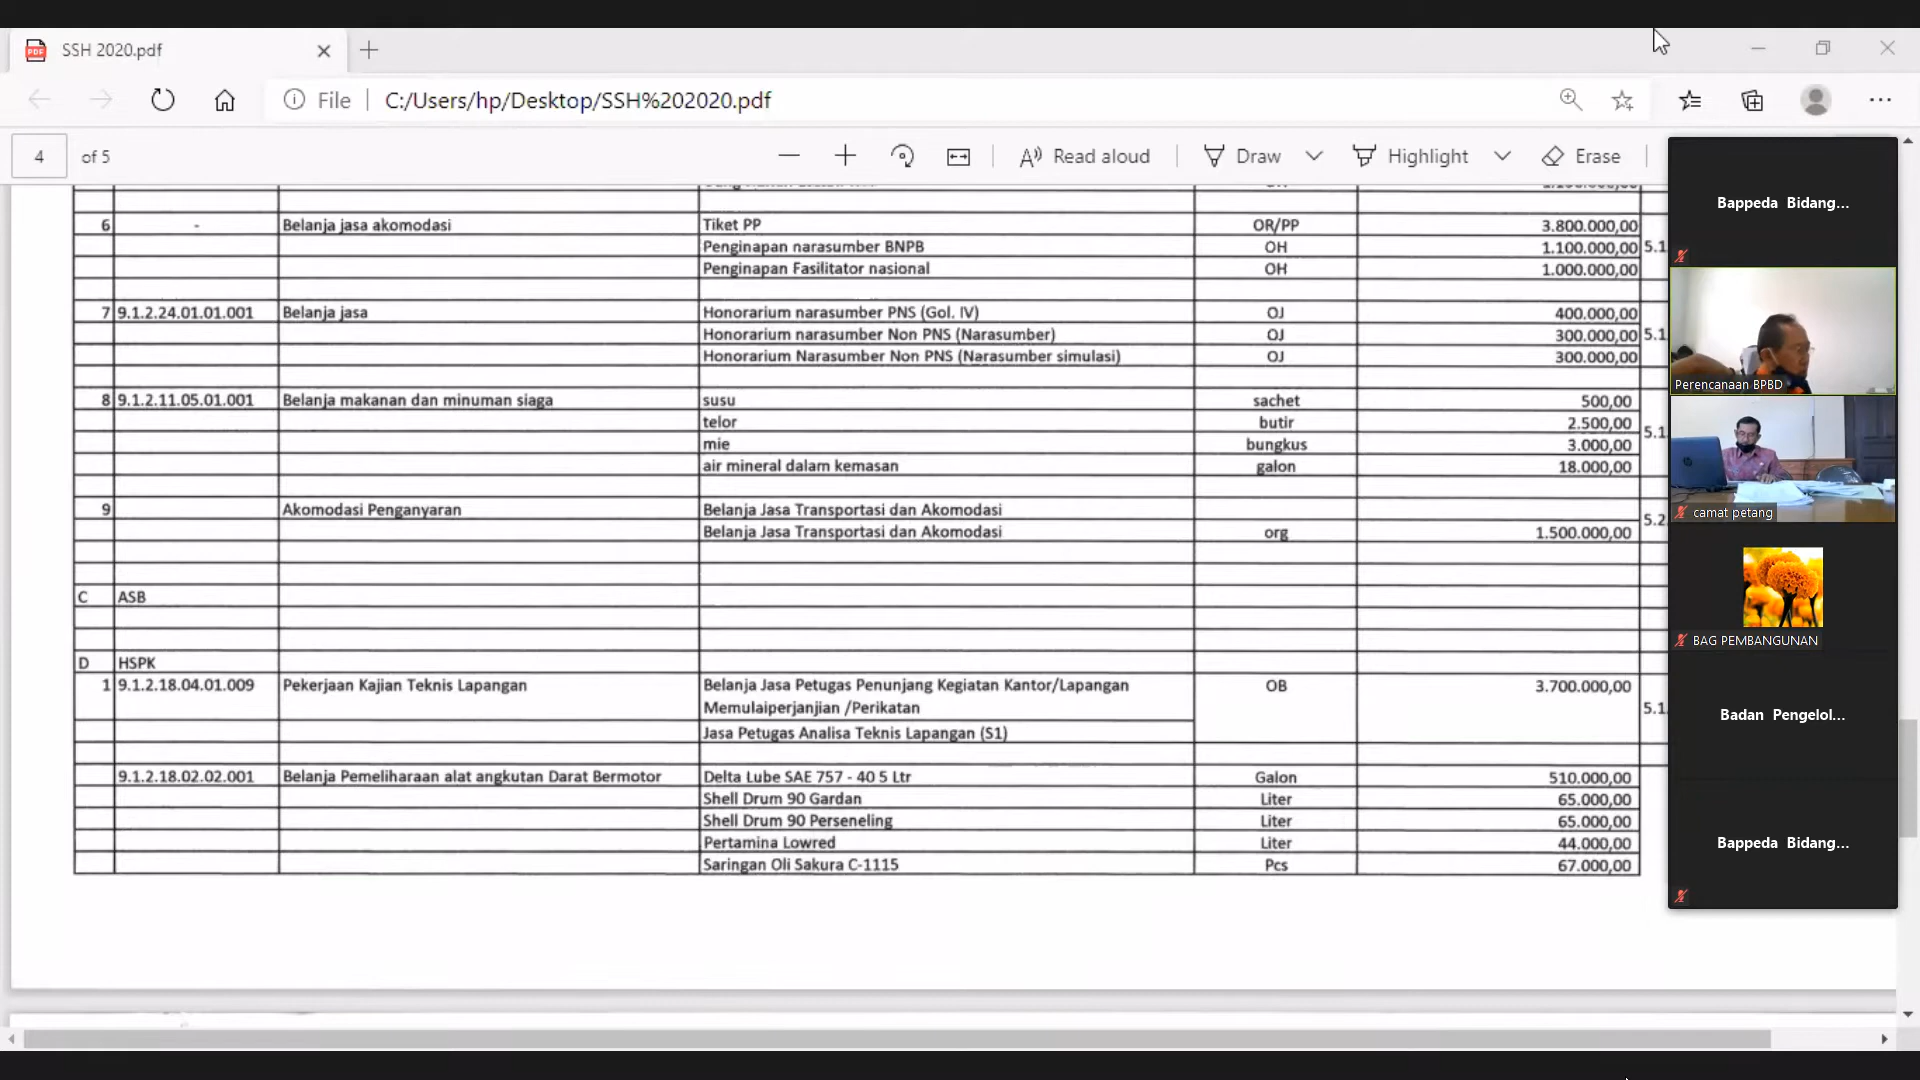 SSH 2020.pdf
File C:/Users/hp/Desktop/SSH%202020.pdf
4 of 5 Read aloud Draw Highlight Erase
6 - Belanja jasa akomodasi Tiket PP OR/PP 3.800.000,00
Penginapan narasumber BNPB OH 1.100.000,00 5.1
Penginapan Fasilitator nasional OH 1.000.000,00
7 9.1.2.24.01.01.001 Belanja jasa Honorarium narasumber PNS (Gol. IV) OJ 400.000,00
Honorarium narasumber Non PNS (Narasumber) OJ 300.000,00 5.1
Honorarium Narasumber Non PNS (Narasumber simulasi) OJ 300.000,00
8 9.1.2.11.05.01.001 Belanja makanan dan minuman siaga susu sachet 500,00
telor butir 2.500,00 5.1
mie bungkus 3.000,00
air mineral dalam kemasan galon 18.000,00
9 Akomodasi Penganyaran Belanja Jasa Transportasi dan Akomodasi 5.2
Belanja Jasa Transportasi dan Akomodasi org 1.500.000,00
C ASB
D HSPK
1 9.1.2.18.04.01.009 Pekerjaan Kajian Teknis Lapangan Belanja Jasa Petugas Penunjang Kegiatan Kantor/Lapangan OB 3.700.000,00
Memulaiperjanjian /Perikatan 5.1
Jasa Petugas Analisa Teknis Lapangan (S1)
9.1.2.18.02.02.001 Belanja Pemeliharaan alat angkutan Darat Bermotor Delta Lube SAE 757 - 40 5 Ltr Galon 510.000,00
Shell Drum 90 Gardan Liter 65.000,00
Shell Drum 90 Perseneling Liter 65.000,00
Pertamina Lowred Liter 44.000,00
Saringan Oli Sakura C-1115 Pcs 67.000,00
Bappeda Bidang...
Perencanaan BPBD
camat petang
BAG PEMBANGUNAN
Badan Pengelol...
Bappeda Bidang...